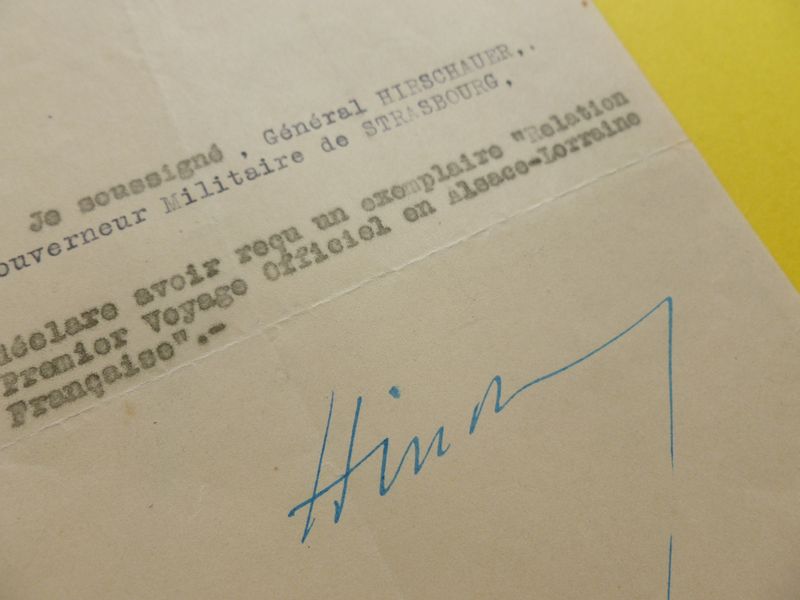 Je soussigné , Général HIRSCHAUER,.
ouverneur Militaire de STRASBOURG,
déclare avoir reçu un exemplaire "Relation
Premier Voyage Officiel en Alsace-Lorraine
Française".-